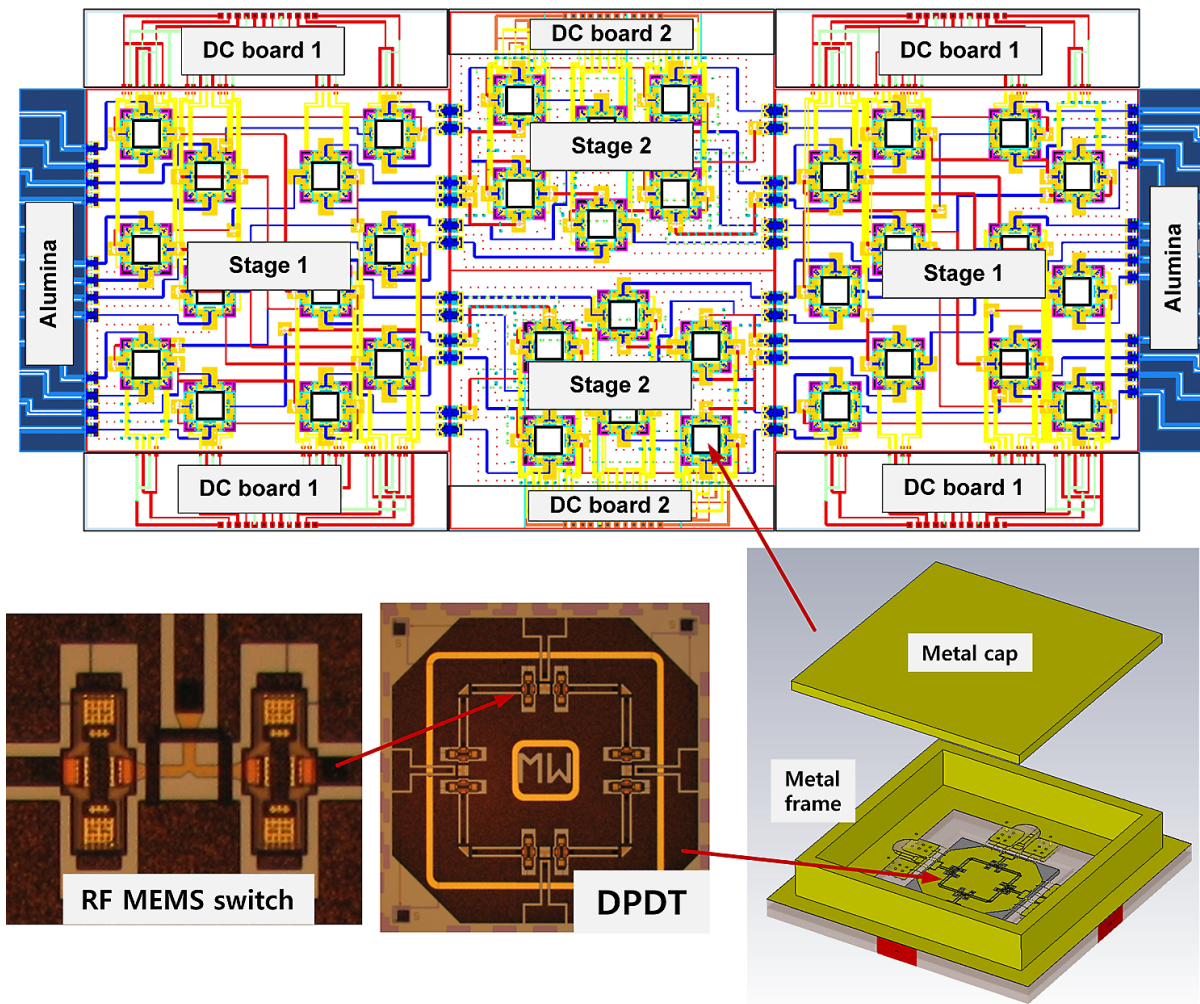 DC board 1
DC board 2
DC board 1
Stage 2
Alumina
Stage 1
Stage 1
Alumina
Stage 2
DC board 1
DC board 2
DC board 1
Metal cap
Metal
frame
MW
S
S
RF MEMS switch
DPDT